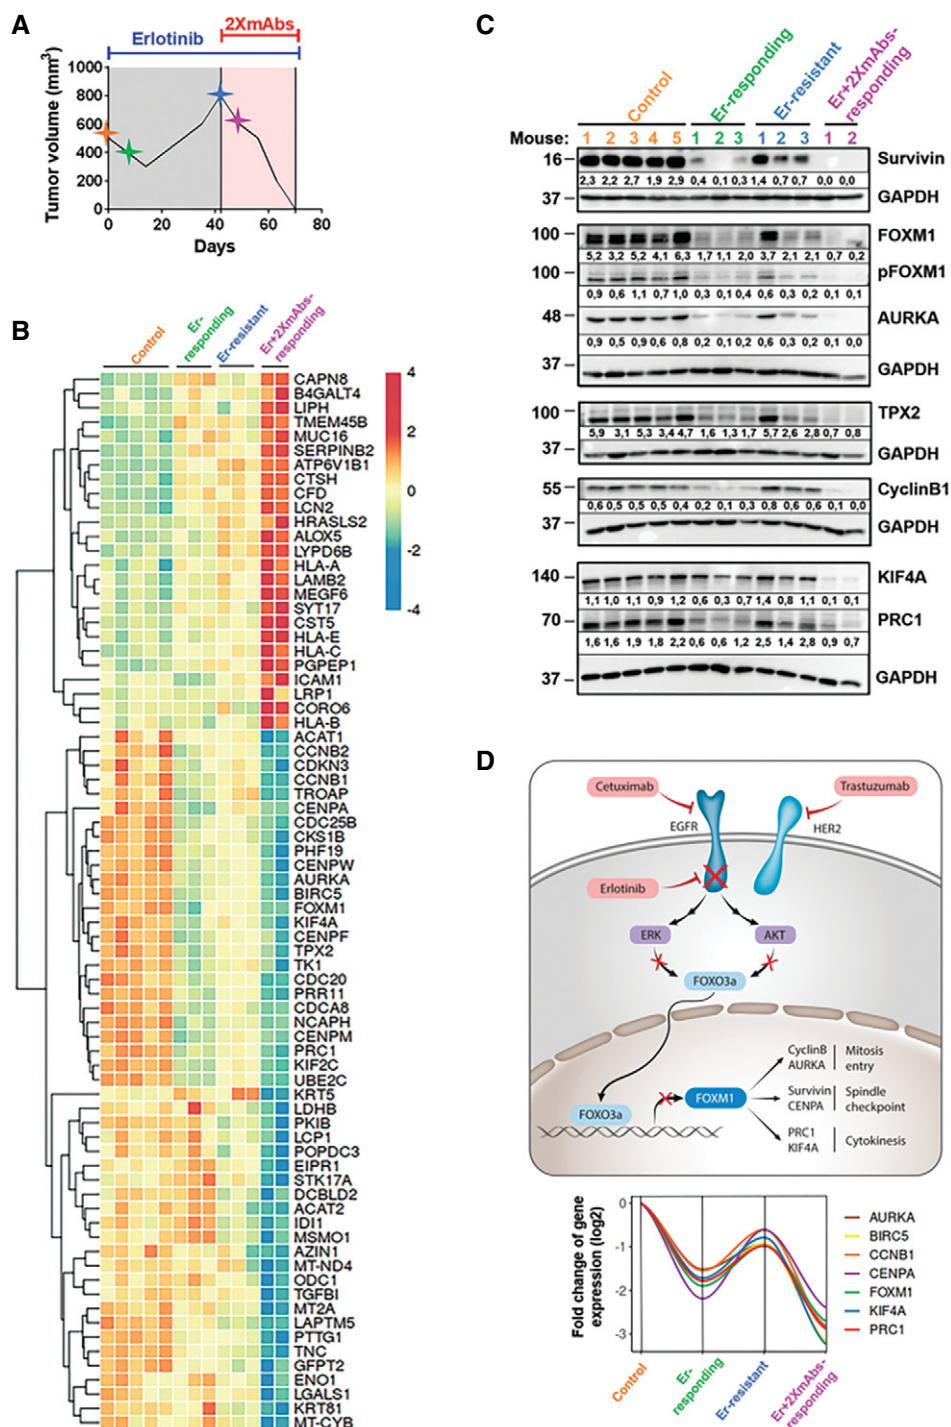 A
2XmAbs
Erlotinib
Tumor volume (mm3)
1000
800
600
400
200
0
0 20 40 60 80
Days
B
Control
Er-
responding
Er-resistant
Er+2XmAbs-
responding
CAPN8
B4GALT4
LIPH
TMEM45B
MUC16
SERPINB2
ATP6V1B1
CTSH
CFD
LCN2
HRASLS2
ALOX5
LYPD6B
HLA-A
LAMB2
MEGF6
SYT17
CST5
HLA-E
HLA-C
PGPEP1
ICAM1
LRP1
CORO6
HLA-B
ACAT1
CCNB2
CDKN3
CCNB1
TROAP
CENPA
CDC25B
CKS1B
PHF19
CENPW
AURKA
BIRC5
FOXM1
KIF4A
CENPF
TPX2
TK1
CDC20
PRR11
CDCA8
NCAPH
CENPM
PRC1
KIF2C
UBE2C
KRT5
LDHB
PKIB
LCP1
POPDC3
EIPR1
STK17A
DCBLD2
ACAT2
IDI1
MSMO1
AZIN1
MT-ND4
ODC1
TGFBI
MT2A
LAPTM5
PTTG1
TNC
GFPT2
ENO1
LGALS1
KRT81
MT-CYB
4
2
0
-2
-4
C
Control
Er-responding
Er-resistant
Er+2XmAbs-
responding
Mouse: 1 2 3 4 5 1 2 3 1 2 3 1 2
16 Survivin
2,3 2,2 2,7 1,9 2,9 0,4 0,1 0,3 1,4 0,7 0,7 0,0 0,0
37 GAPDH
100 FOXM1
5,2 3,2 5,2 4,1 6,3 1,7 1,1 2,0 3,7 2,1 2,1 0,7 0,2
100 pFOXM1
0,9 0,6 1,1 0,7 1,0 0,3 0,1 0,4 0,6 0,3 0,2 0,1 0,1
48 AURKA
0,9 0,5 0,9 0,6 0,8 0,2 0,1 0,2 0,6 0,2 0,2 0,0 0,0
37 GAPDH
100 TPX2
5,9 3,1 5,3 3,4 4,7 1,6 1,3 1,7 5,7 2,6 2,8 0,7 0,8
37 GAPDH
55 CyclinB1
0,6 0,5 0,5 0,5 0,4 0,2 0,1 0,3 0,8 0,6 0,6 0,1 0,0
37 GAPDH
140 KIF4A
1,1 1,0 1,1 0,9 1,2 0,6 0,3 0,7 1,4 0,8 1,1 0,1 0,1
70 PRC1
1,6 1,6 1,9 1,8 2,2 0,6 0,6 1,2 2,5 1,4 2,8 0,9 0,7
37 GAPDH
D
Cetuximab
Trastuzumab
EGFR
HER2
Erlotinib
ERK
AKT
FOXO3a
CyclinB
AURKA
Mitosis
entry
FOXM1
Survivin
CENPA
Spindle
checkpoint
FOXO3a
PRC1
KIF4A
Cytokinesis
Fold change of gene
expression (log2)
0
-1
-2
-3
Control
Er-
responding
Er-resistant
Er+2XmAbs-
responding
AURKA
BIRC5
CCNB1
CENPA
FOXM1
KIF4A
PRC1